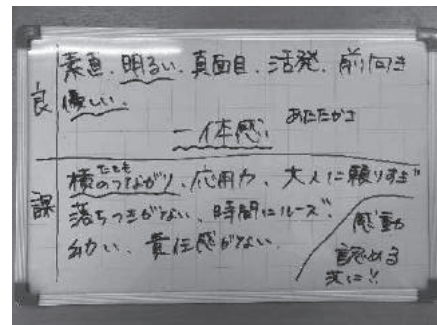 良
素直、明るい、真面目、活発、前向き
優しい、
一体感、
あたたかさ
課
たても
横のつながり、応用力、大人に頼りすぎ
落ちつきがない、時間にルーズ、
幼い、責任感がない、
感動
認める
次に!!